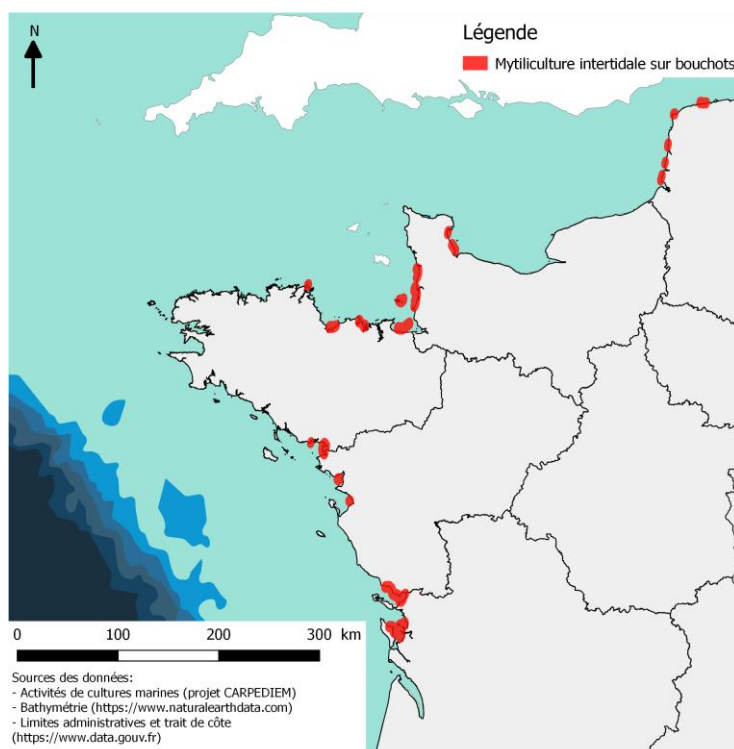 N
Légende
Mytiliculture intertidale sur bouchots
0 100 200 300 km
Sources des données:
- Activités de cultures marines (projet CARPEDIEM)
- Bathymétrie (https://www.naturalearthdata.com)
- Limites administratives et trait de côte
(https://www.data.gouv.fr)